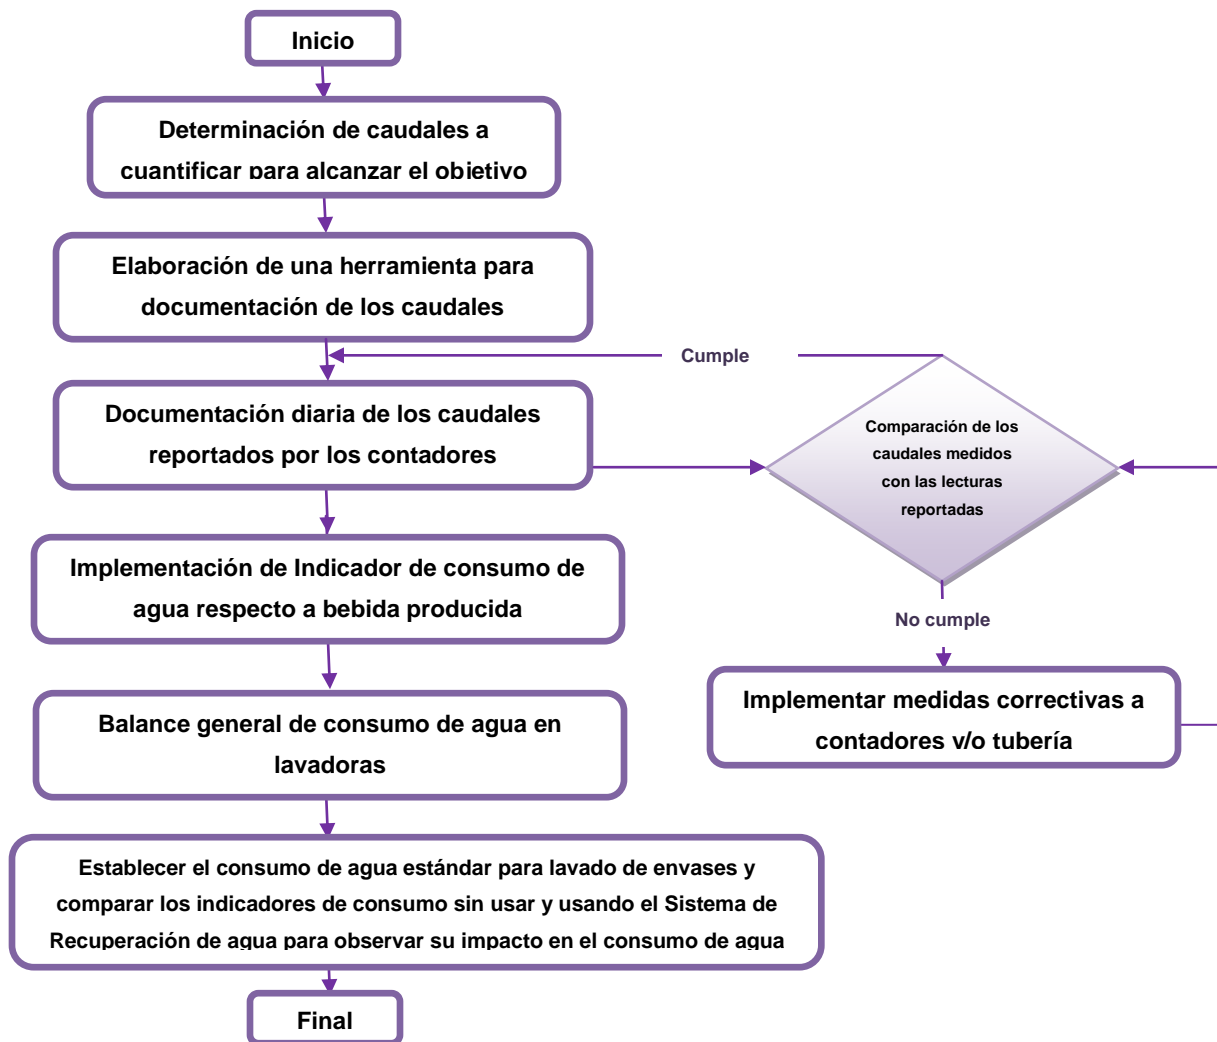 Inicio
Determinación de caudales a
cuantificar para alcanzar el objetivo
Elaboración de una herramienta para
documentación de los caudales
Cumple
Documentación diaria de los caudales
reportados por los contadores
Comparación de los
caudales medidos
con las lecturas
reportadas
Implementación de Indicador de consumo de
agua respecto a bebida producida
No cumple
Implementar medidas correctivas a
contadores y/o tubería
Balance general de consumo de agua en
lavadoras
Establecer el consumo de agua estándar para lavado de envases y
comparar los indicadores de consumo sin usar y usando el Sistema de
Recuperación de agua para observar su impacto en el consumo de agua
Final